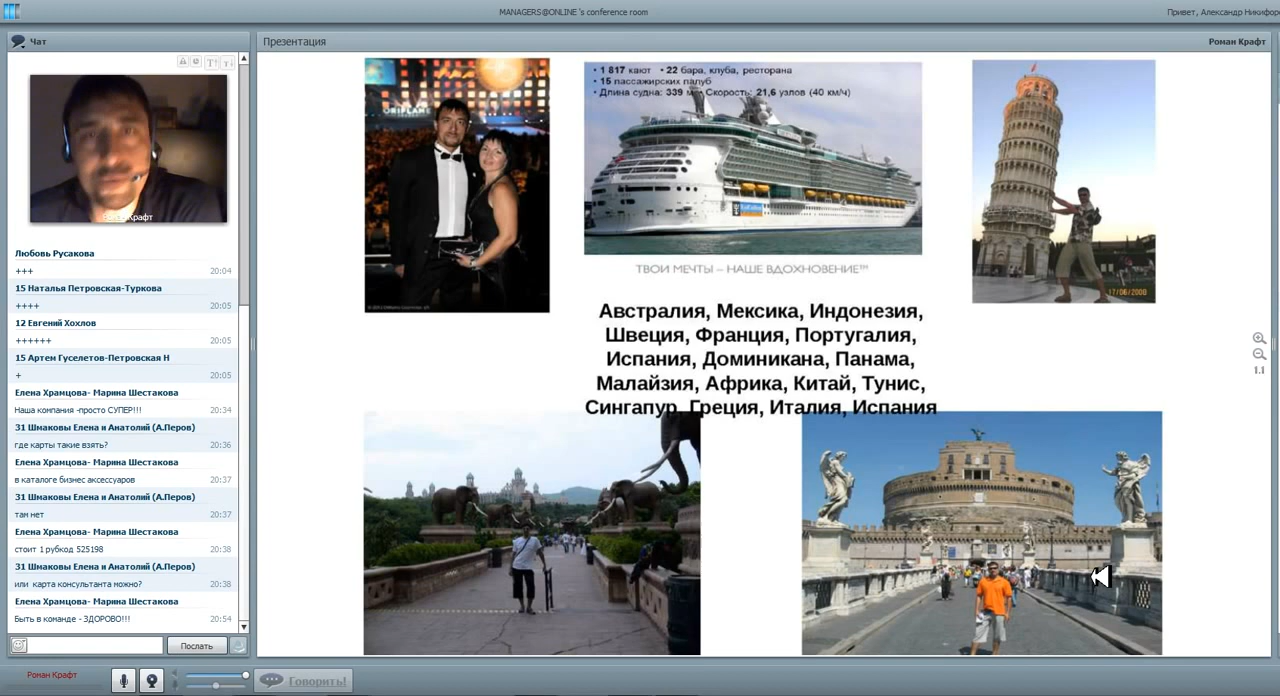 MANAGERS@ONLINE 's conference room
Привет, Александр Никифор
Чат
Любовь Русакова
+++ 20:04
15 Наталья Петровская-Туркова
++++ 20:05
12 Евгений Хохлов
++++++ 20:05
15 Артем Гуселетов-Петровская Н
+ 20:05
Елена Храмцова- Марина Шестакова
Наша компания -просто СУПЕР!!! 20:34
31 Шмаковы Елена и Анатолий (А.Перов)
где карты такие взять? 20:36
Елена Храмцова- Марина Шестакова
в каталоге бизнес аксессуаров 20:37
31 Шмаковы Елена и Анатолий (А.Перов)
там нет 20:37
Елена Храмцова- Марина Шестакова
стоит 1рубкод 525198 20:38
31 Шмаковы Елена и Анатолий (А.Перов)
или карта консультанта можно? 20:38
Елена Храмцова- Марина Шестакова
Быть в команде - ЗДОРОВО!!! 20:54
Послать
Роман Крафт
Говорить!
Презентация
Роман Крафт
ORIFLAME
• 1 817 кают • 22 бара, клуба, ресторана
• 15 пассажирских палуб
• Длина судна: 339 м • Скорость: 21,6 узлов (40 км/ч)
ТВОИ МЕЧТЫ – НАШЕ ВДОХНОВЕНИЕ™
17/06/2008
Австралия, Мексика, Индонезия,
Швеция, Франция, Португалия,
Испания, Доминикана, Панама,
Малайзия, Африка, Китай, Тунис,
Сингапур, Греция, Италия, Испания
1:1